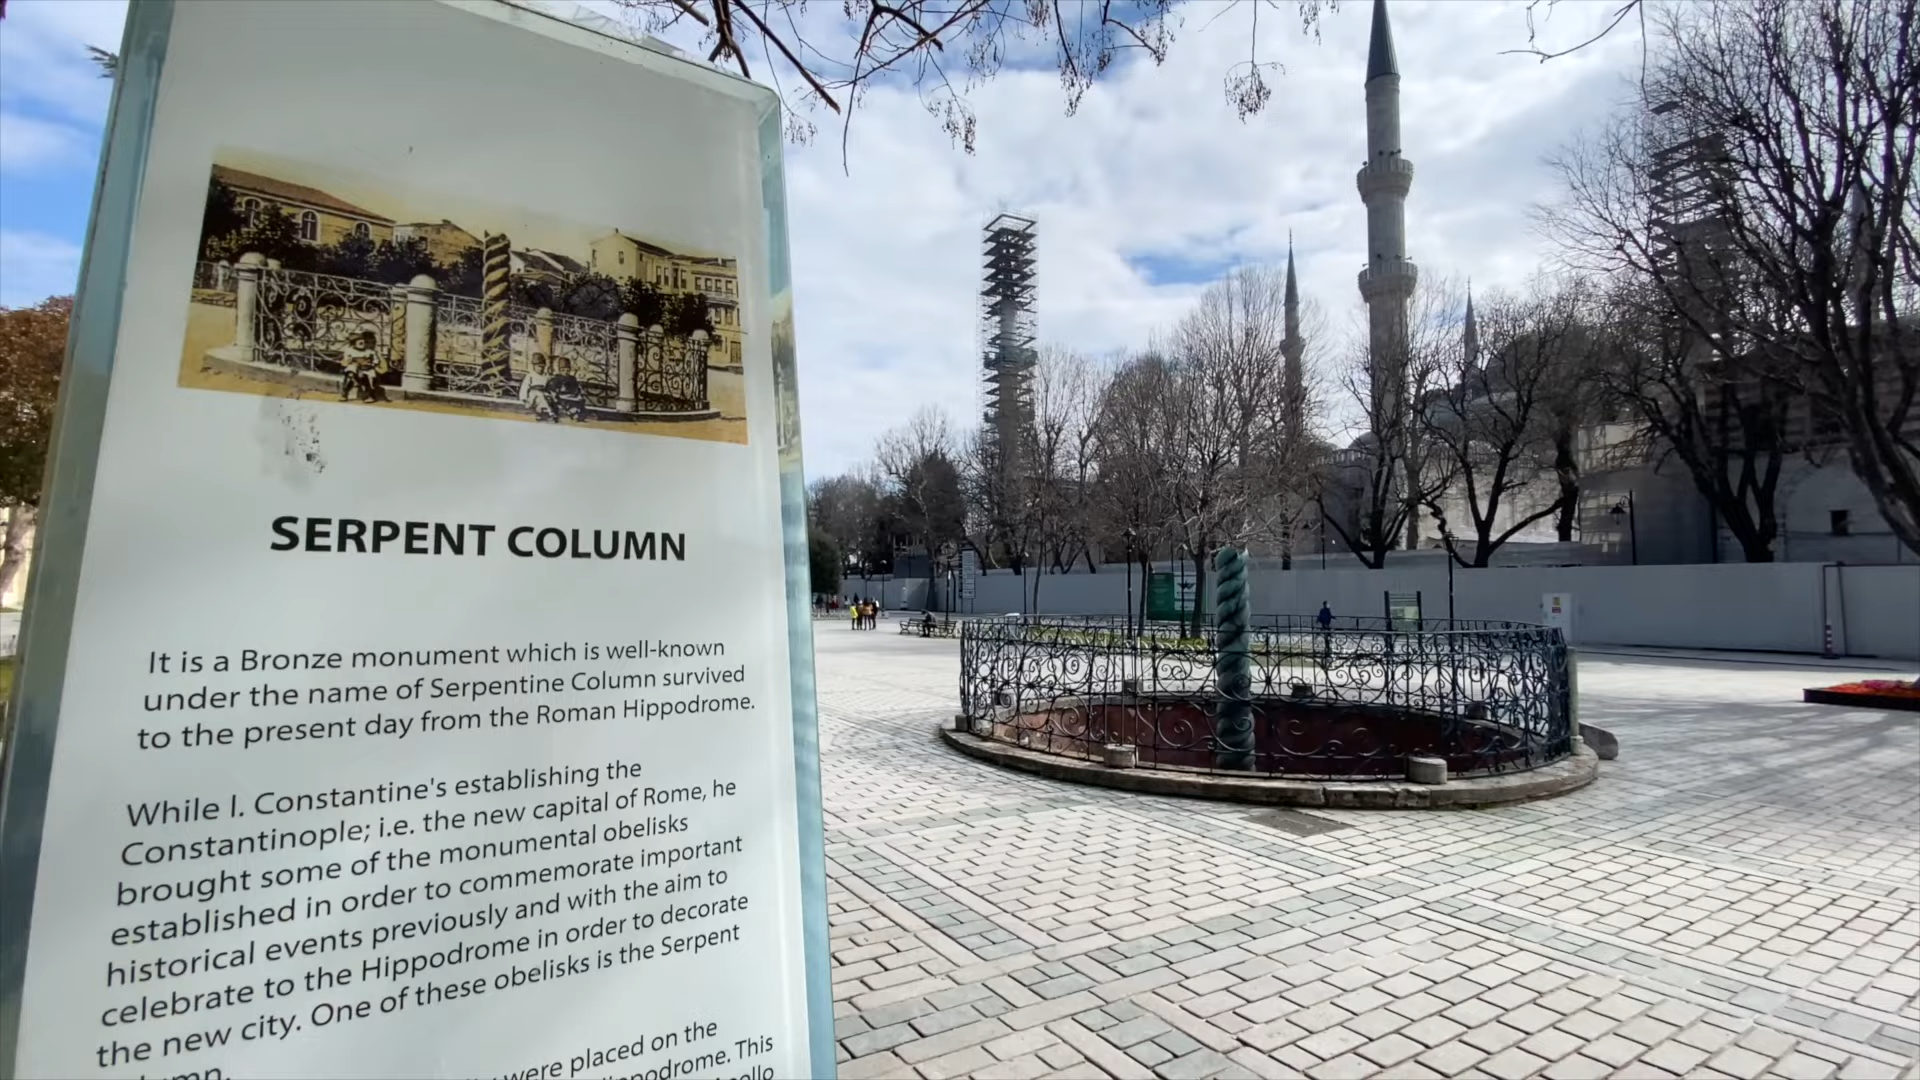 SERPENT COLUMN
It is a Bronze monument which is well-known
under the name of Serpentine Column survived
to the present day from the Roman Hippodrome.
While I. Constantine's establishing the
Constantinople; i.e. the new capital of Rome, he
brought some of the monumental obelisks
established in order to commemorate important
historical events previously and with the aim to
celebrate to the Hippodrome in order to decorate
the new city. One of these obelisks is the Serpent
were placed on the
This